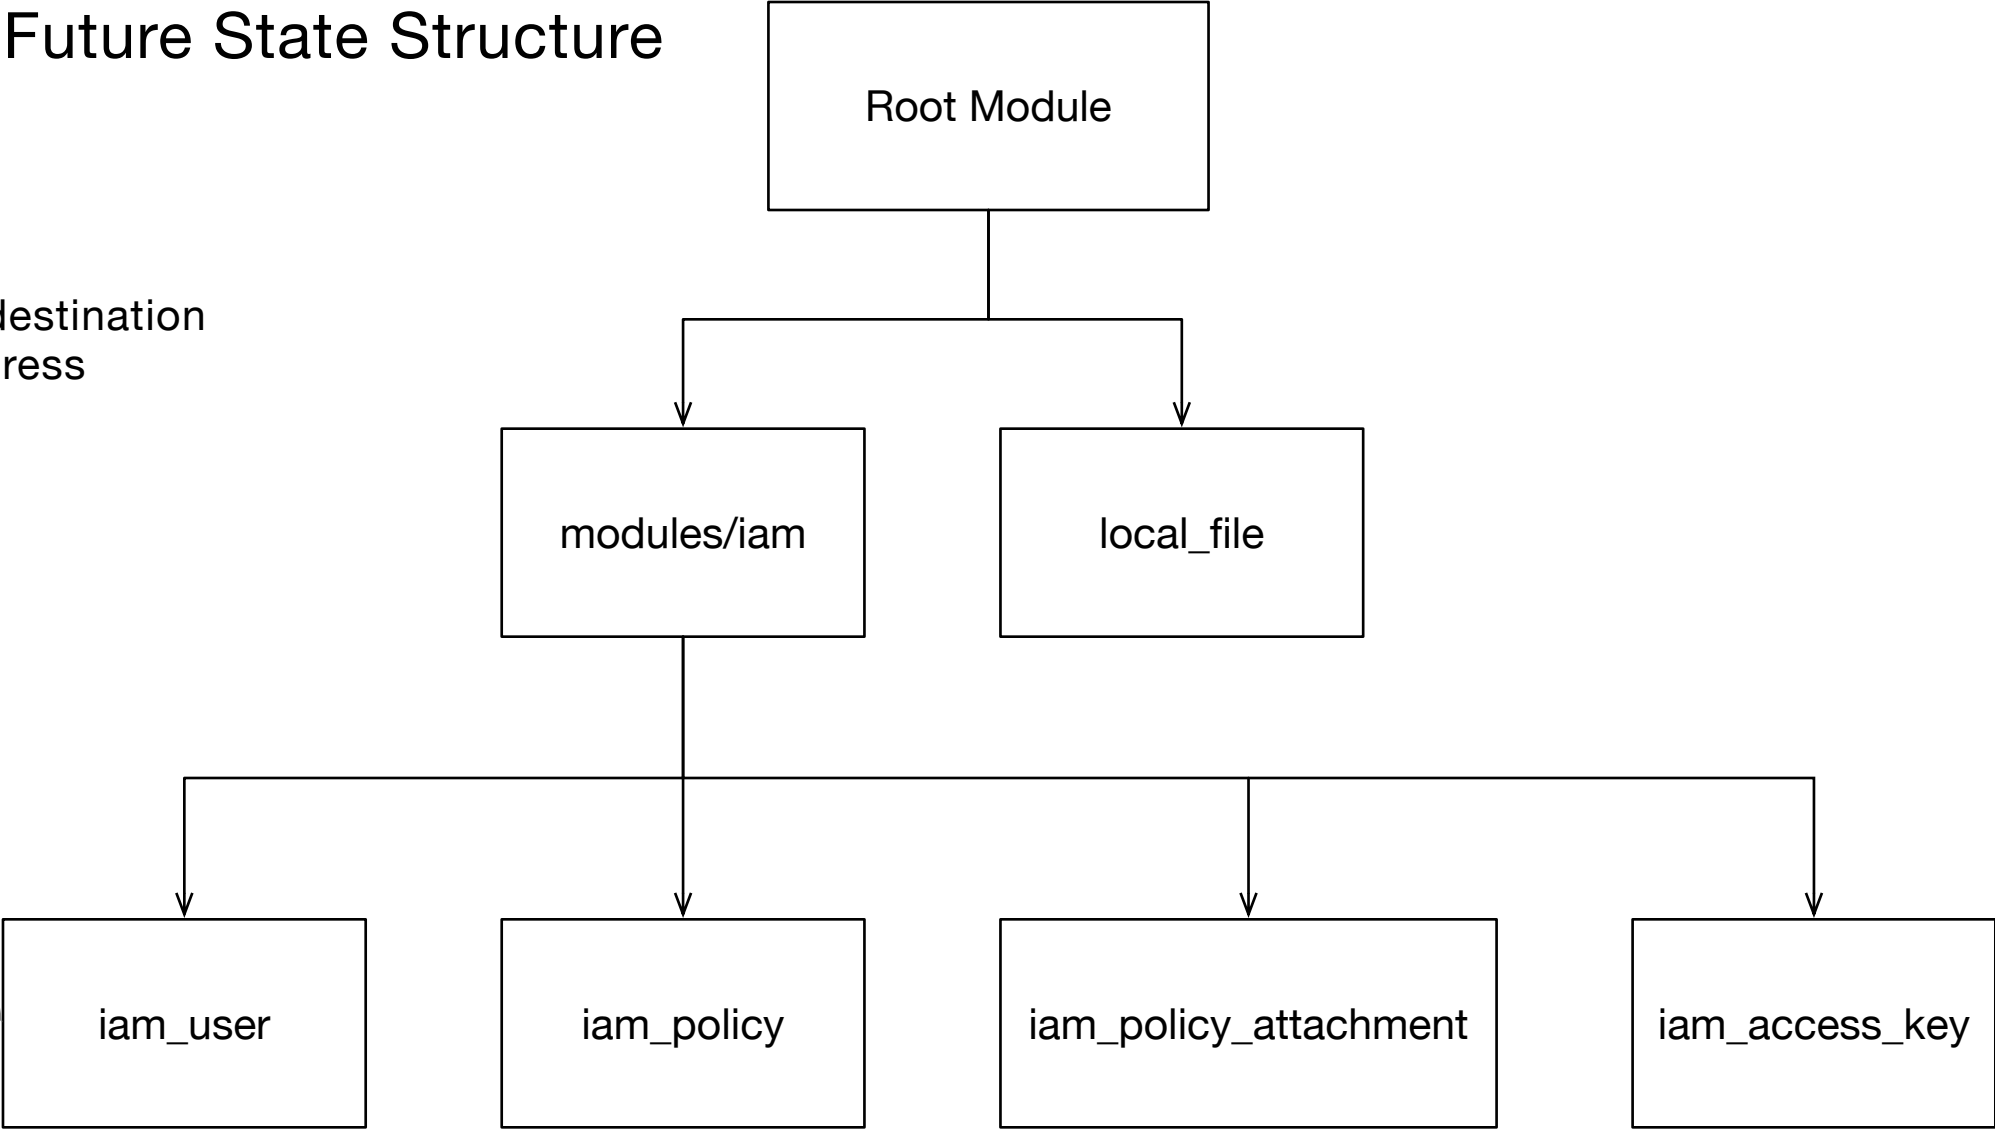 Future State Structure
Root Module
destination
ress
modules/iam
local_file
iam_user
iam_policy
iam_policy_attachment
iam_access_key